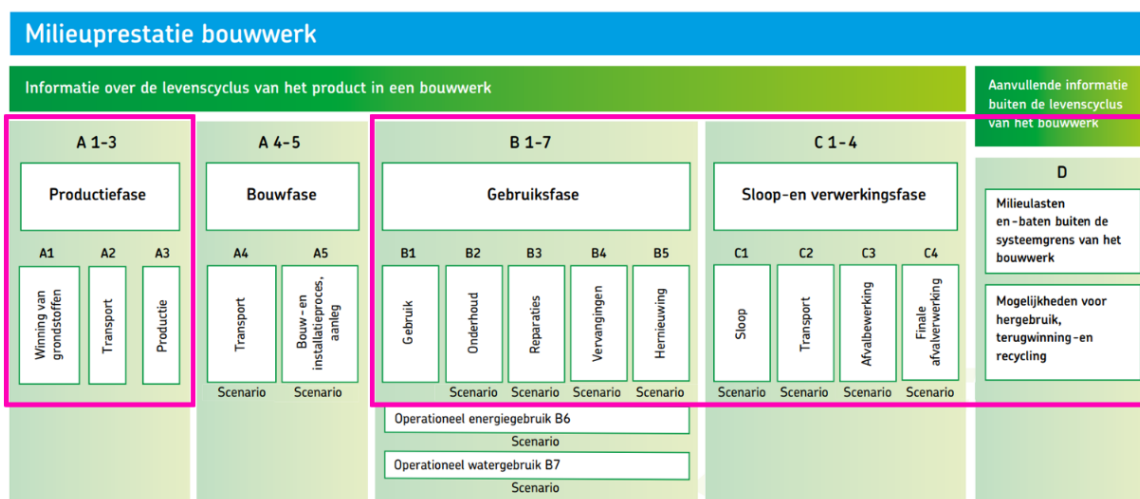 Milieuprestatie bouwwerk
Informatie over de levenscyclus van het product in een bouwwerk
Aanvullende informatie
buiten de levenscyclus
van het bouwwerk
A 1-3
Productiefase
A1
A2
A3
Winning van
grondstoffen
Transport
Productie
A 4-5
Bouwfase
A4
A5
Transport
Bouw- en
installatieproces,
aanleg
Scenario
Scenario
B 1-7
Gebruiksfase
B1
B2
B3
B4
B5
Gebruik
Onderhoud
Reparaties
Vervangingen
Hernieuwing
Scenario
Scenario
Scenario
Scenario
Operationeel energiegebruik B6
Scenario
Operationeel watergebruik B7
Scenario
C 1-4
Sloop-en verwerkingsfase
C1
C2
C3
C4
Sloop
Transport
Afvalbewerking
Finale
afvalverwerking
Scenario
Scenario
Scenario
Scenario
D
Milieulasten
en-baten buiten de
systeemgrens van het
bouwwerk
Mogelijkheden voor
hergebruik,
terugwinning-en
recycling